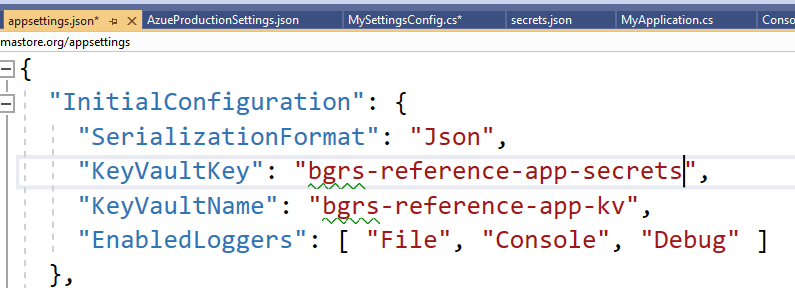 appsettings.json* AzueProductionSettings.json MySettingsConfig.cs* secrets.json MyApplication.cs Conso
mastore.org/appsettings
{
"InitialConfiguration": {
"SerializationFormat": "Json",
"KeyVaultKey": "bgrs-reference-app-secrets",
"KeyVaultName": "bgrs-reference-app-kv",
"EnabledLoggers": [ "File", "Console", "Debug" ]
},